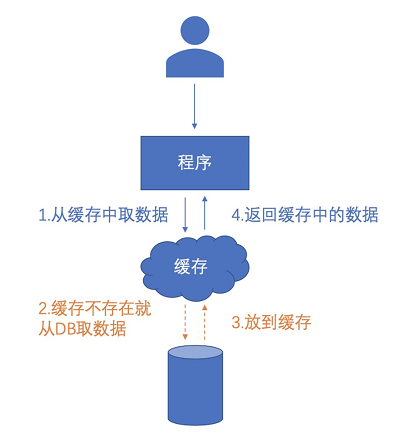 程序
1.从缓存中取数据
4.返回缓存中的数据
缓存
2.缓存不存在就
从DB取数据
3.放到缓存